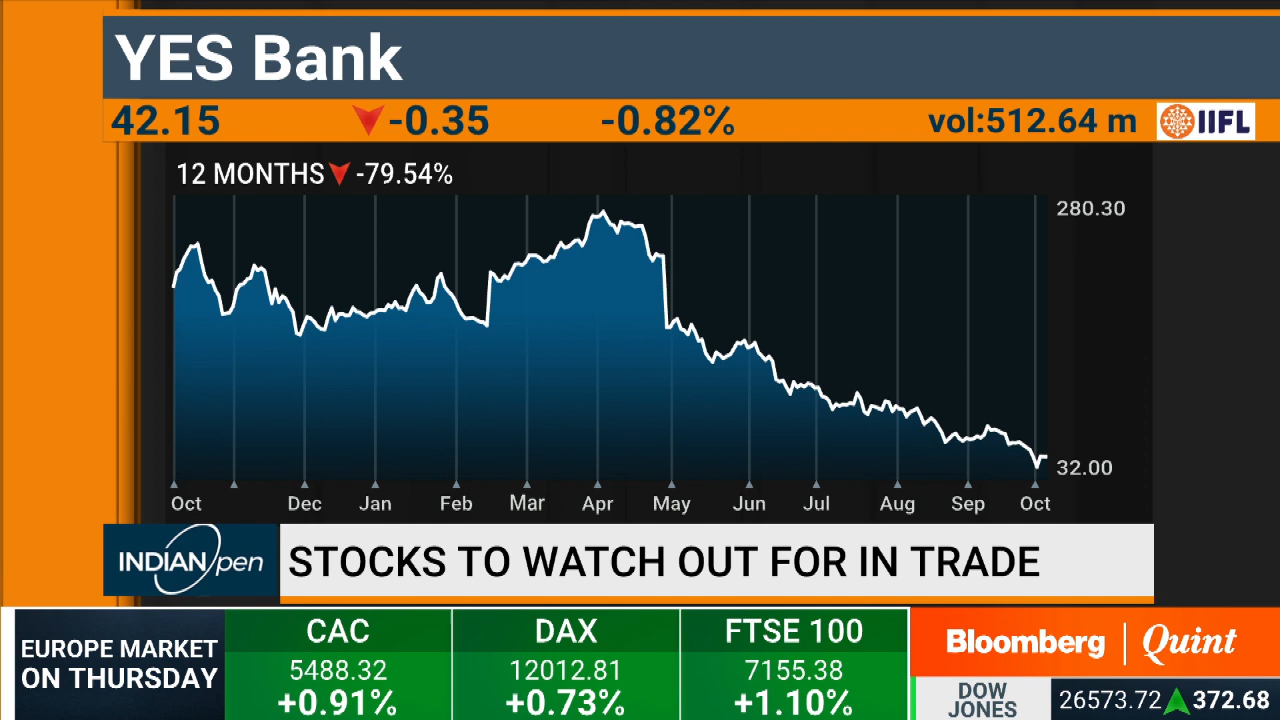 YES Bank
42.15 -0.35 -0.82% vol:512.64 m IIFL
12 MONTHS -79.54%
280.30
32.00
Oct Dec Jan Feb Mar Apr May Jun Jul Aug Sep Oct
INDIAN Open STOCKS TO WATCH OUT FOR IN TRADE
EUROPE MARKET
ON THURSDAY
CAC
5488.32
+0.91%
DAX
12012.81
+0.73%
FTSE 100
7155.38
+1.10%
Bloomberg | Quint
DOW
JONES
26573.72 372.68